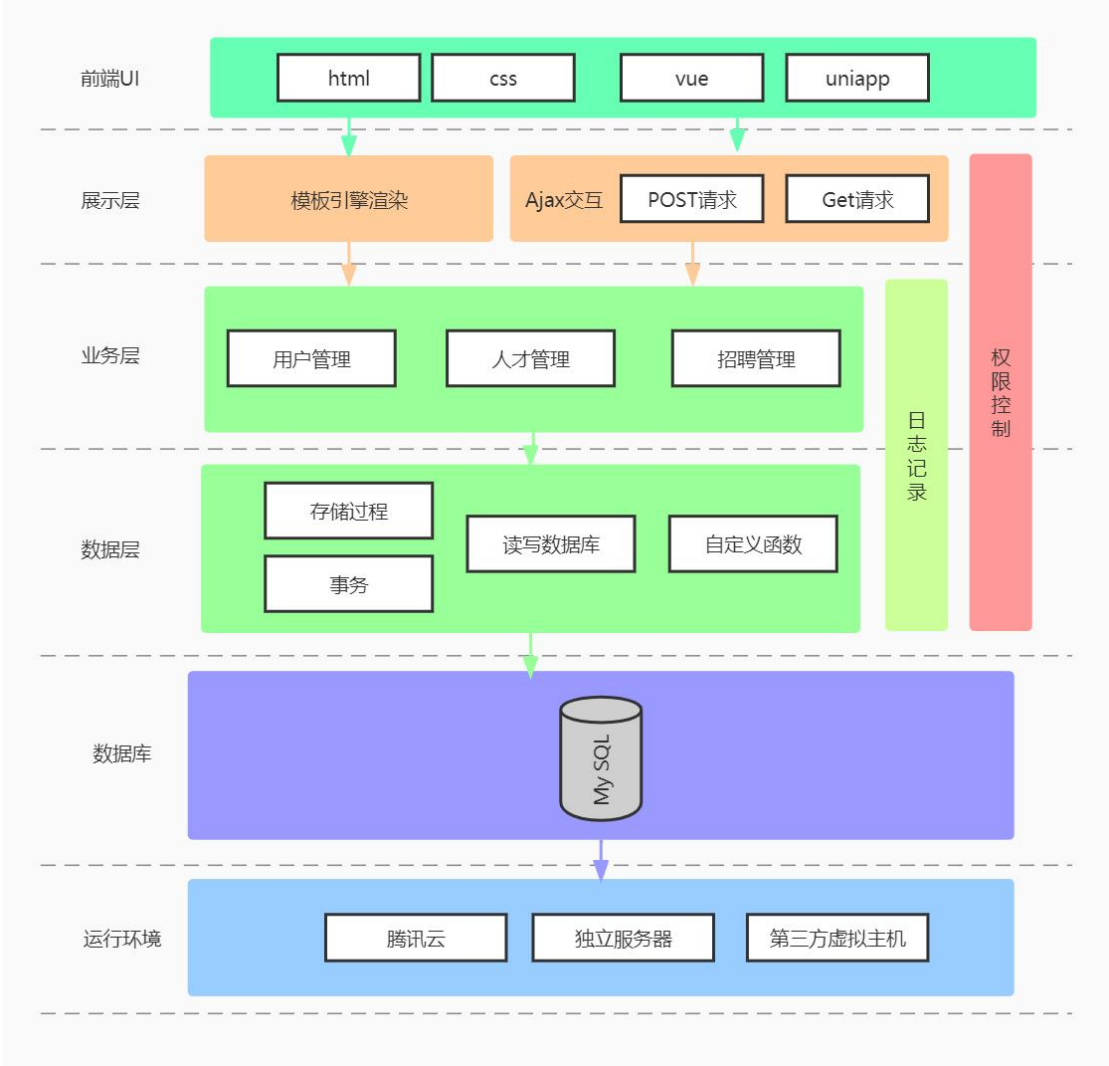 前端UI
html
css
vue
uniapp
展示层
模板引擎渲染
Ajax交互
POST请求
Get请求
业务层
用户管理
人才管理
招聘管理
日志记录
权限控制
数据层
存储过程
事务
读写数据库
自定义函数
数据库
My SQL
运行环境
腾讯云
独立服务器
第三方虚拟主机